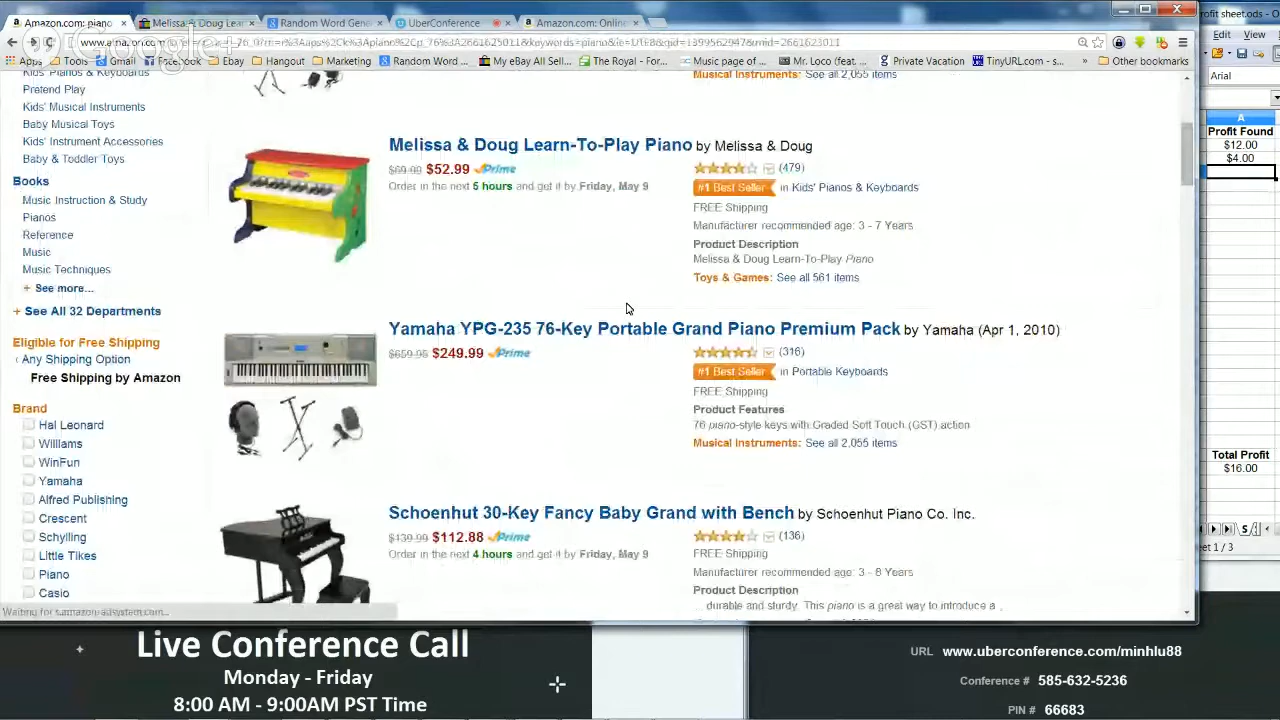 Amazon.com: piano
Melissa & Doug Lear
Random Word Gene
UberConference
Amazon.com: Online
rofit sheet.ods -
Google+
Edit View
Apps
Tools
Gmail
Facebook
Ebay
Hangout
Marketing
Random Word ...
My eBay All Sell...
The Royal - For...
Music page of ...
Mr. Loco (feat. ...
Private Vacation
TinyURL.com - s...
Other bookmarks
Arial
Kids' Pianos & Keyboards
Pretend Play
Kids' Musical Instruments
Baby Musical Toys
Kids' Instrument Accessories
Baby & Toddler Toys
Books
Music Instruction & Study
Pianos
Reference
Music
Music Techniques
+ See more...
+ See All 32 Departments
Eligible for Free Shipping
‹ Any Shipping Option
Free Shipping by Amazon
Brand
Hal Leonard
Williams
WinFun
Yamaha
Alfred Publishing
Crescent
Schylling
Little Tikes
Piano
Casio
Musical Instruments: See all 2,055 items
Melissa & Doug Learn-To-Play Piano by Melissa & Doug
$69.99 $52.99 Prime
Order in the next 5 hours and get it by Friday, May 9
(479)
#1 Best Seller in Kids' Pianos & Keyboards
FREE Shipping
Manufacturer recommended age: 3 - 7 Years
Product Description
Melissa & Doug Learn-To-Play Piano
Toys & Games: See all 561 items
Yamaha YPG-235 76-Key Portable Grand Piano Premium Pack by Yamaha (Apr 1, 2010)
$659.95 $249.99 Prime
(316)
#1 Best Seller in Portable Keyboards
FREE Shipping
Product Features
76 piano-style keys with Graded Soft Touch (GST) action
Musical Instruments: See all 2,055 items
Schoenhut 30-Key Fancy Baby Grand with Bench by Schoenhut Piano Co. Inc.
$139.99 $112.88 Prime
Order in the next 4 hours and get it by Friday, May 9
(136)
FREE Shipping
Manufacturer recommended age: 3 - 8 Years
Product Description
... durable and sturdy. This piano is a great way to introduce a ...
A
Profit Found
$12.00
$4.00
Total Profit
$16.00
eet 1 / 3
Live Conference Call
Monday - Friday
8:00 AM - 9:00AM PST Time
URL www.uberconference.com/minhlu88
Conference # 585-632-5236
PIN # 66683